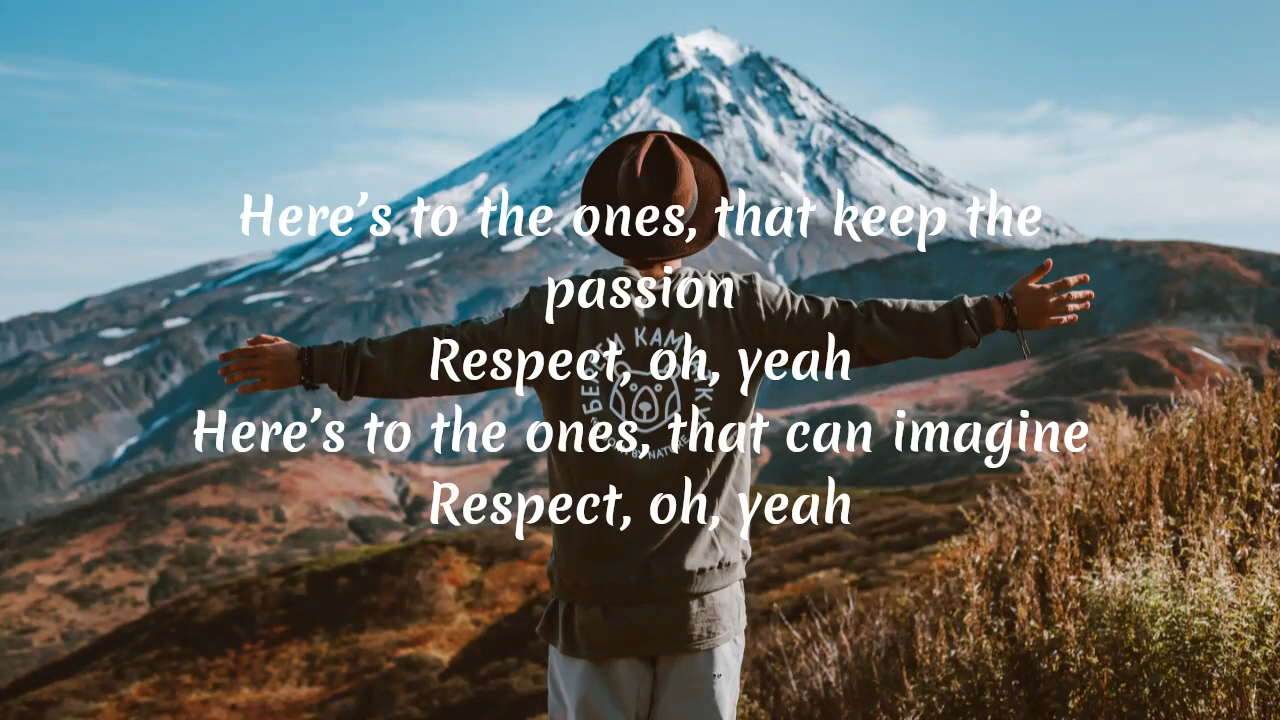 Here's to the ones, that keep the
passion
Respect, oh, yeah
Here's to the ones, that can imagine
Respect, oh, yeah